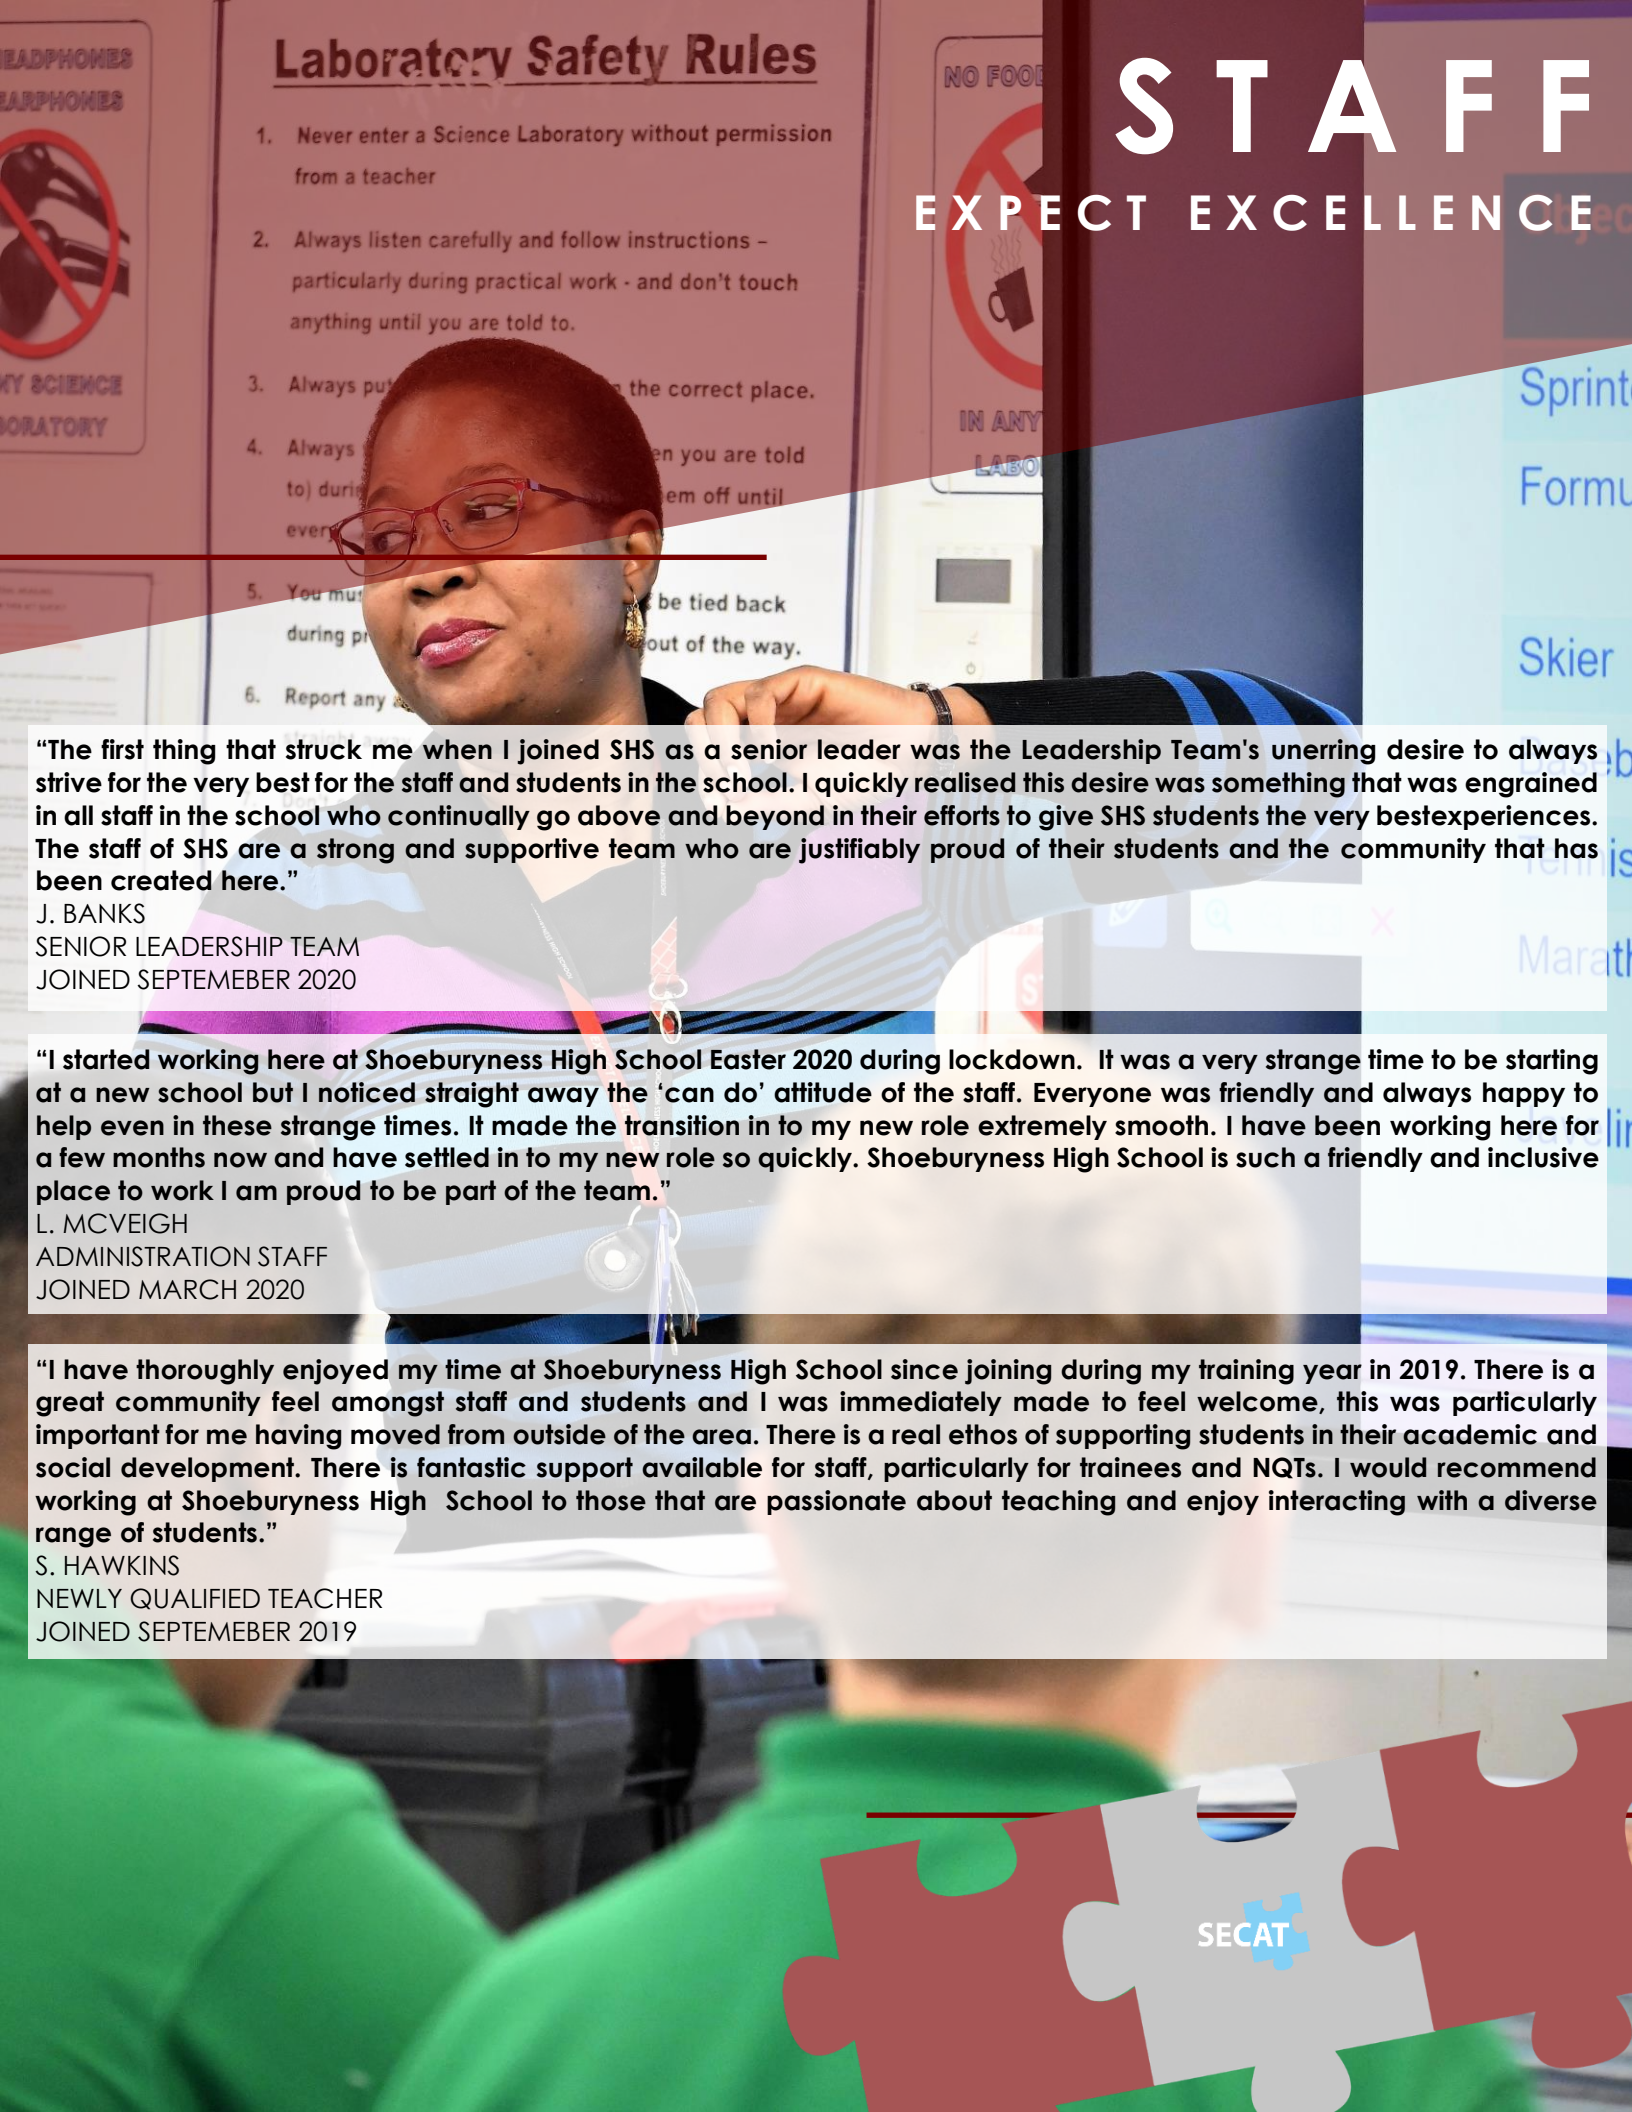 STAFF
EXPECT EXCELLENCE
HEADPHONES
EARPHONES
SCIENCE
Laboratory Safety Rules
1. Never enter a Science Laboratory without permission
from a teacher
2. Always listen carefully and follow instructions –
particularly during practical work - and don't touch
anything until you are told to.
3. Always put the correct place.
4. Always you are told
to) off until
5. You must be tied back
during out of the way.
6. Report any
straight away
NO FOOD
IN ANY
Skier
“The first thing that struck me when I joined SHS as a senior leader was the Leadership Team's unerring desire to always
strive for the very best for the staff and students in the school. I quickly realised this desire was something that was engrained
in all staff in the school who continually go above and beyond in their efforts to give SHS students the very bestexperiences.
The staff of SHS are a strong and supportive team who are justifiably proud of their students and the community that has
been created here.”
J. BANKS
SENIOR LEADERSHIP TEAM
JOINED SEPTEMEBER 2020
“I started working here at Shoeburyness High School Easter 2020 during lockdown. It was a very strange time to be starting
at a new school but I noticed straight away the ‘can do’ attitude of the staff. Everyone was friendly and always happy to
help even in these strange times. It made the transition in to my new role extremely smooth. I have been working here for
a few months now and have settled in to my new role so quickly. Shoeburyness High School is such a friendly and inclusive
place to work I am proud to be part of the team.”
L. MCVEIGH
ADMINISTRATION STAFF
JOINED MARCH 2020
“I have thoroughly enjoyed my time at Shoeburyness High School since joining during my training year in 2019. There is a
great community feel amongst staff and students and I was immediately made to feel welcome, this was particularly
important for me having moved from outside of the area. There is a real ethos of supporting students in their academic and
social development. There is fantastic support available for staff, particularly for trainees and NQTs. I would recommend
working at Shoeburyness High School to those that are passionate about teaching and enjoy interacting with a diverse
range of students.”
S. HAWKINS
NEWLY QUALIFIED TEACHER
JOINED SEPTEMEBER 2019
SECAT